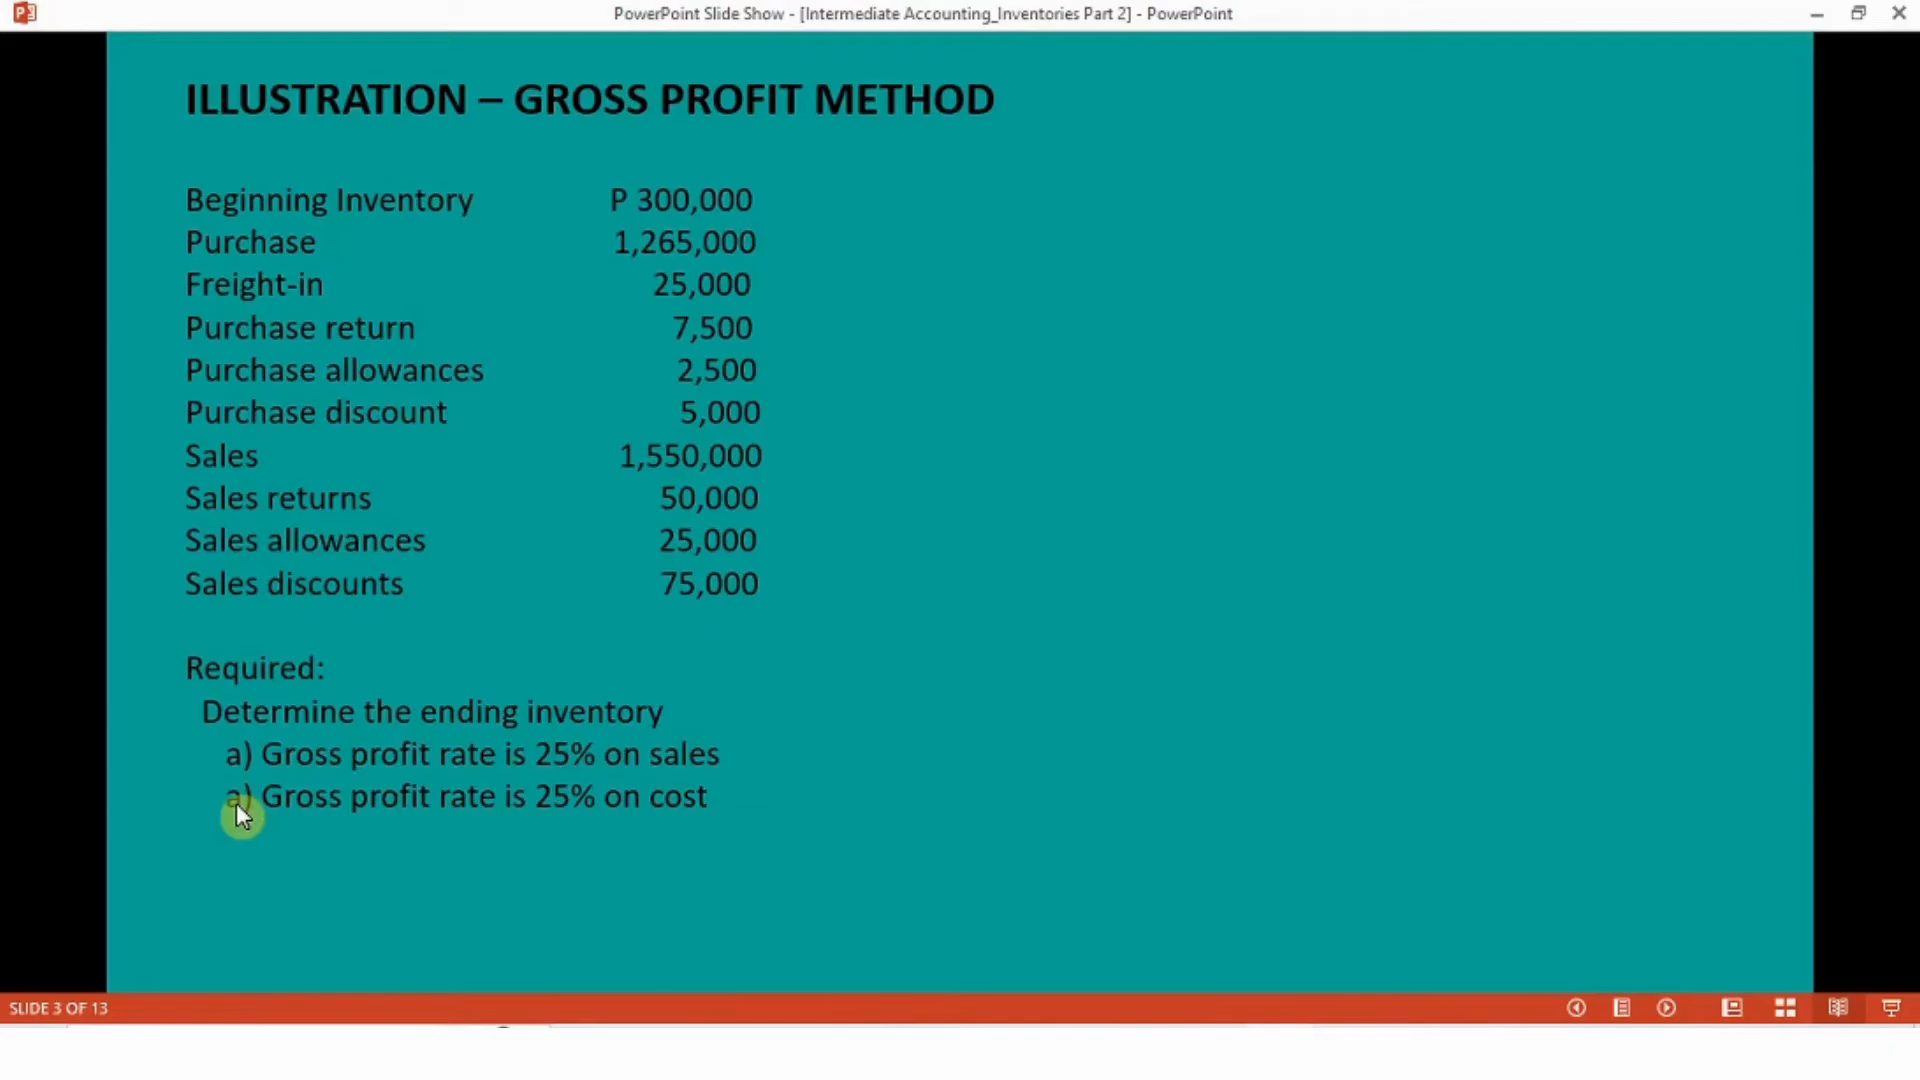 PowerPoint Slide Show - [Intermediate Accounting_Inventories Part 2] - PowerPoint
ILLUSTRATION – GROSS PROFIT METHOD
Beginning Inventory P 300,000
Purchase 1,265,000
Freight-in 25,000
Purchase return 7,500
Purchase allowances 2,500
Purchase discount 5,000
Sales 1,550,000
Sales returns 50,000
Sales allowances 25,000
Sales discounts 75,000
Required:
Determine the ending inventory
a) Gross profit rate is 25% on sales
a) Gross profit rate is 25% on cost
SLIDE 3 OF 13